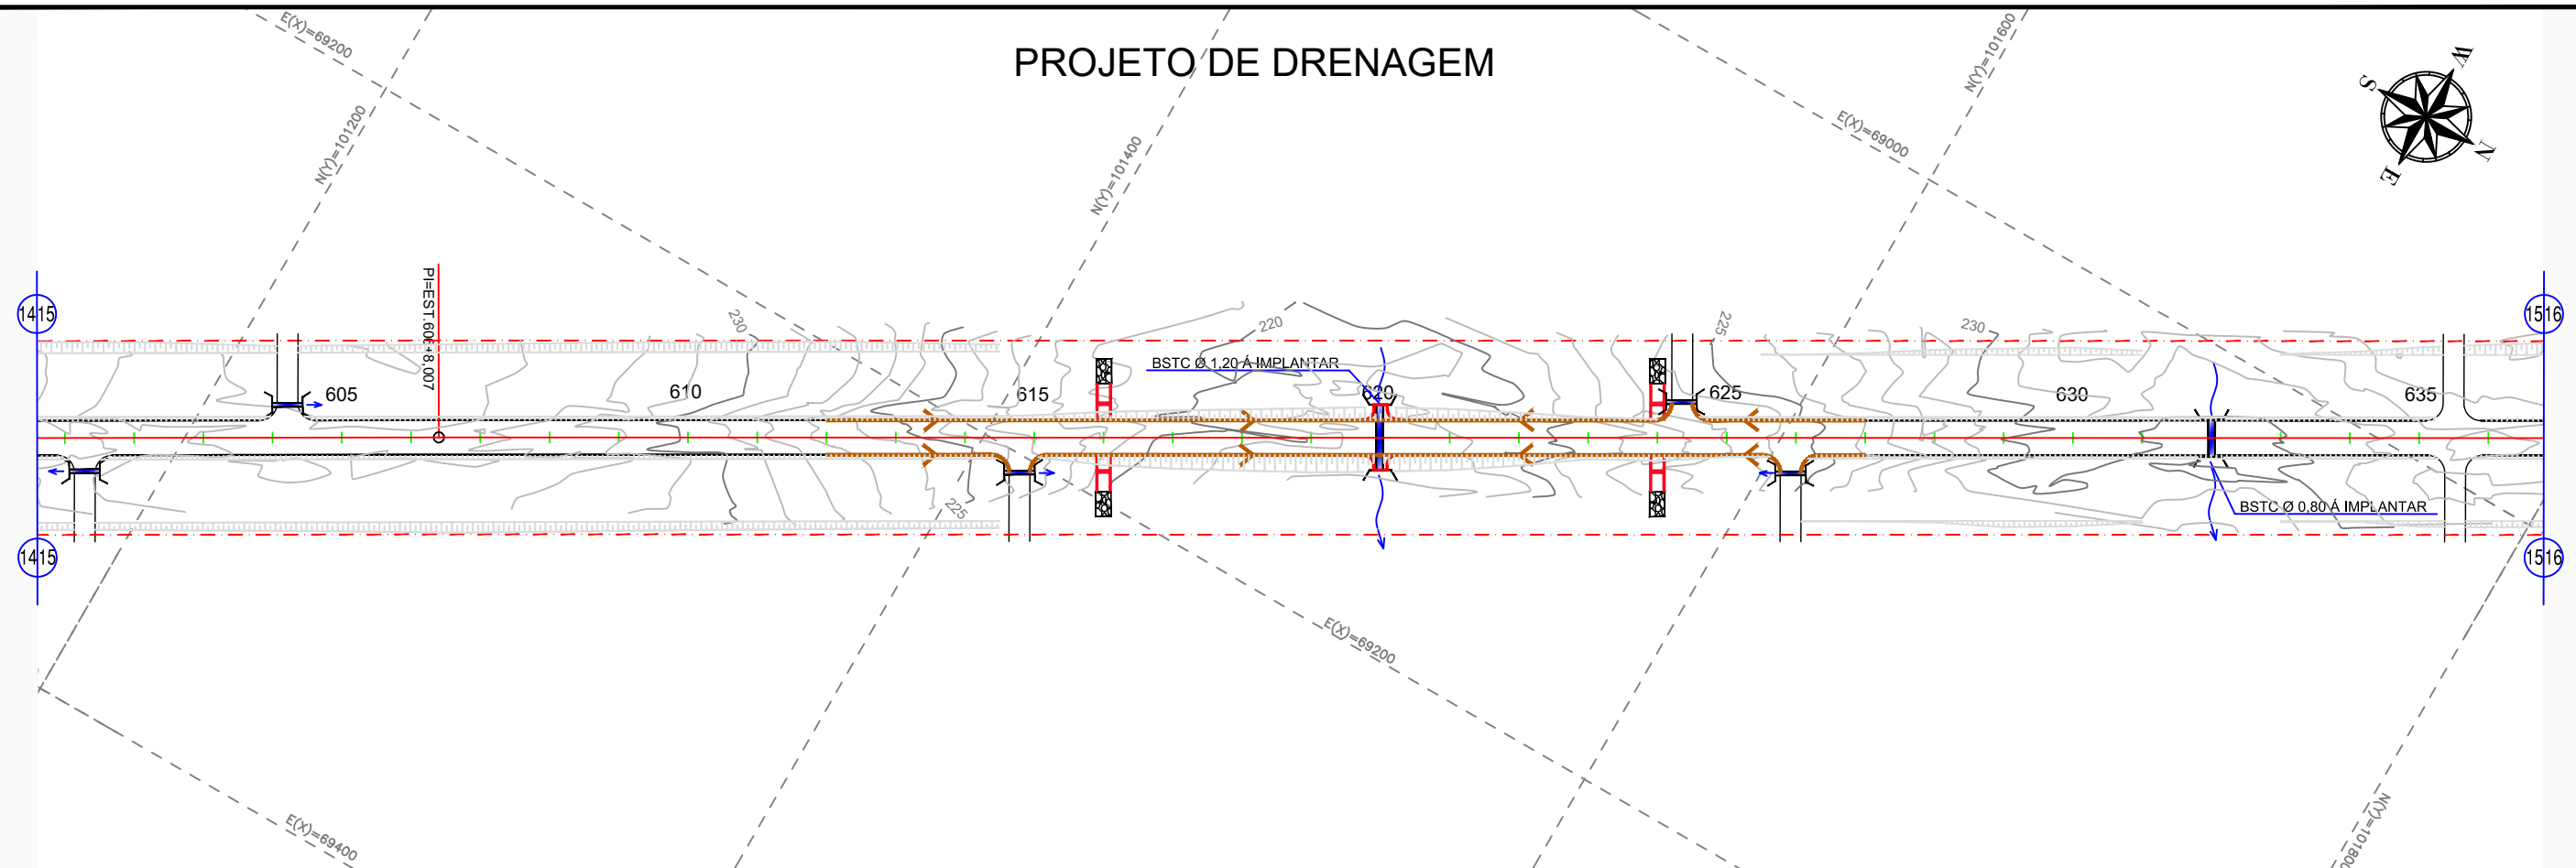 PROJETO DE DRENAGEM
E(X)=69200
N(Y)=101200
N(Y)=101400
E(X)=69000
N(Y)=101600
W
S
N
E
1415
1516
PI=EST.606+8,007
230
220
225
230
BSTC Ø 1,20 Á IMPLANTAR
605
610
615
620
625
630
635
225
BSTC Ø 0,80 Á IMPLANTAR
1415
1516
E(X)=69200
E(X)=69400
N(Y)=101800